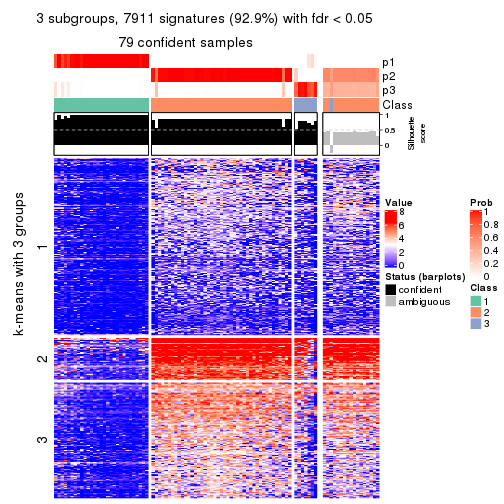 3 subgroups, 7911 signatures (92.9%) with fdr < 0.05
79 confident samples
p1
p2
p3
Class
1
0.5
0
Silhouette
score
k-means with 3 groups
1
2
3
Value
8
6
4
2
0
Status (barplots)
confident
ambiguous
Prob
1
0.8
0.6
0.4
0.2
0
Class
1
2
3